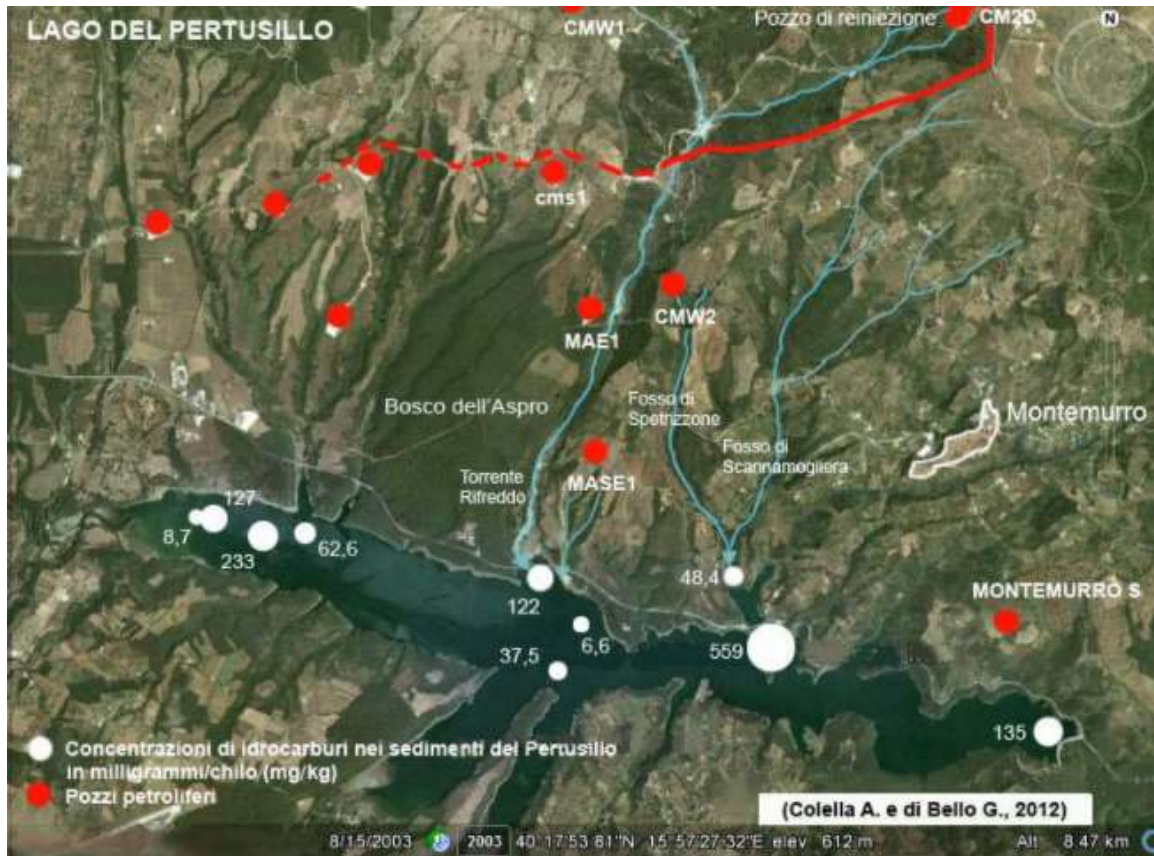 LAGO DEL PERTUSILLO
CMW1
Pozzo di reiniezione
CM2D
N
cms1
MAE1
CMW2
Bosco dell'Aspro
Fosso di
Spetrizzone
Fosso di
Scannamogliera
Montemurro
Torrente
Rifreddo
MASE1
127
8,7
233
62,6
122
6,6
37,5
48,4
559
MONTEMURRO S
135
Concentrazioni di idrocarburi nei sedimenti del Pertusillo
in milligrammi/chilo (mg/kg)
Pozzi petroliferi
(Colella A. e di Bello G., 2012)
8/15/2003 2003 40°17'53 81"N 15°57'27·32"E elev 612 m Alt 8.47 km